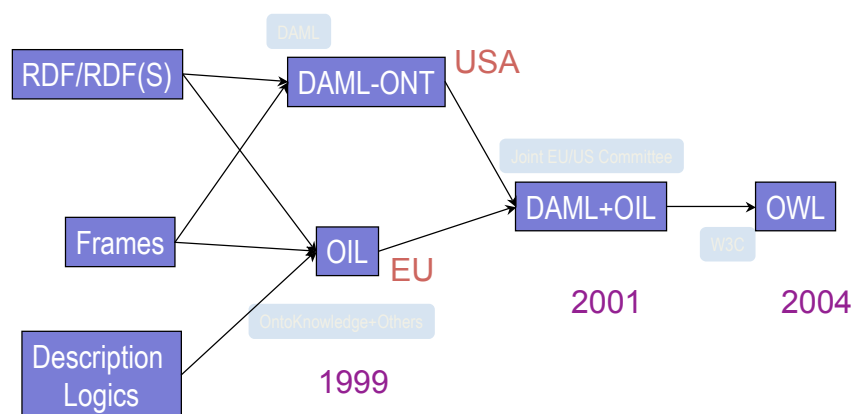 DAML
USA
RDF/RDF(S)
DAML-ONT
Joint EU/US Committee
DAML+OIL
OWL
Frames
OIL
W3C
EU
OntoKnowledge+Others
2001
2004
Description
Logics
1999